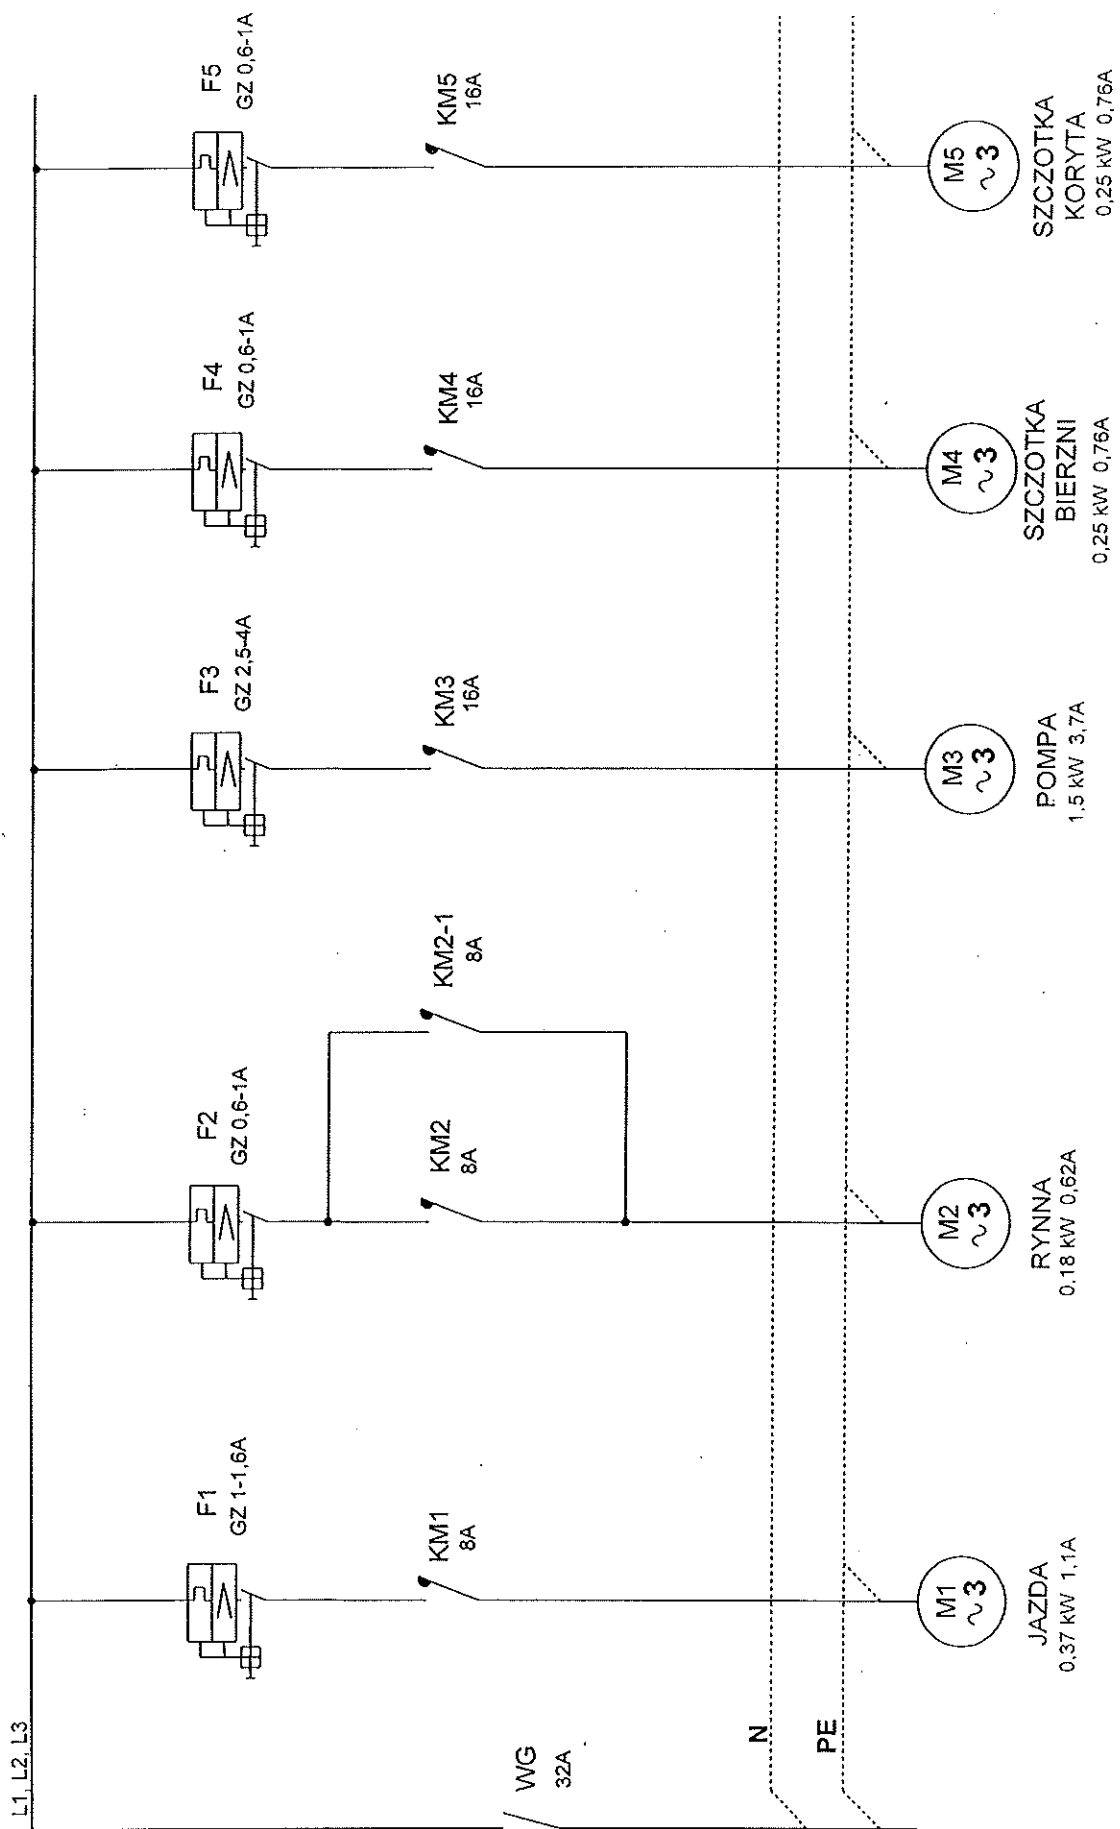 L1, L2, L3
WG
32A
N
PE
F1
GZ 1-1,6A
KM1
8A
M1
~3
JAZDA
0,37 kW 1,1A
F2
GZ 0,6-1A
KM2
8A
KM2-1
8A
M2
~3
RYNNA
0,18 kW 0,62A
F3
GZ 2,5-4A
KM3
16A
M3
~3
POMPA
1,5 kW 3,7A
F4
GZ 0,6-1A
KM4
16A
M4
~3
SZCZOTKA
BIERZNI
0,25 kW 0,76A
F5
GZ 0,6-1A
KM5
16A
M5
~3
SZCZOTKA
KORYTA
0,25 kW 0,76A